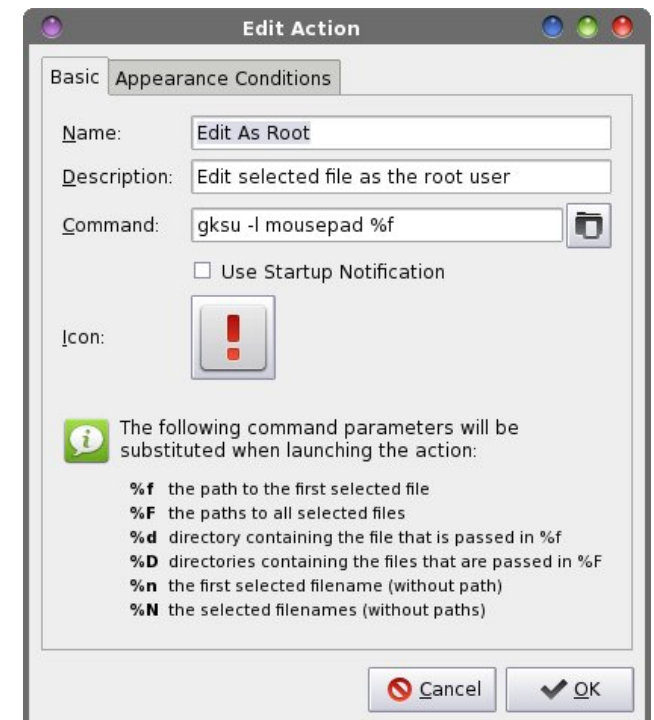 Edit Action
Basic Appearance Conditions
Name: Edit As Root
Description: Edit selected file as the root user
Command: gksu -l mousepad %f
Use Startup Notification
Icon:
The following command parameters will be
substituted when launching the action:
%f the path to the first selected file
%F the paths to all selected files
%d directory containing the file that is passed in %f
%D directories containing the files that are passed in %F
%n the first selected filename (without path)
%N the selected filenames (without paths)
Cancel OK